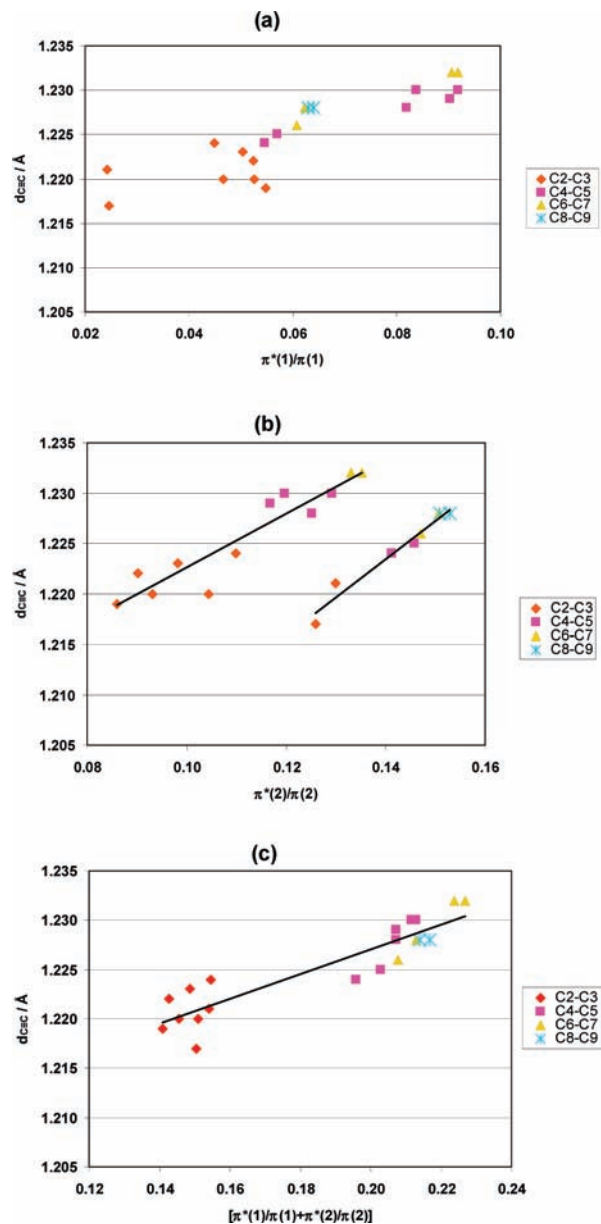 (a)
1.235
1.230
1.225
1.220
1.215
1.210
1.205
0.02 0.04 0.06 0.08 0.10
dC≡C / Å
π*(1)/π(1)
C2-C3
C4-C5
C6-C7
C8-C9
(b)
1.235
1.230
1.225
1.220
1.215
1.210
1.205
0.08 0.10 0.12 0.14 0.16
dC≡C / Å
π*(2)/π(2)
C2-C3
C4-C5
C6-C7
C8-C9
(c)
1.235
1.230
1.225
1.220
1.215
1.210
1.205
0.12 0.14 0.16 0.18 0.20 0.22 0.24
dC≡C / Å
[π*(1)/π(1)+π*(2)/π(2)]
C2-C3
C4-C5
C6-C7
C8-C9